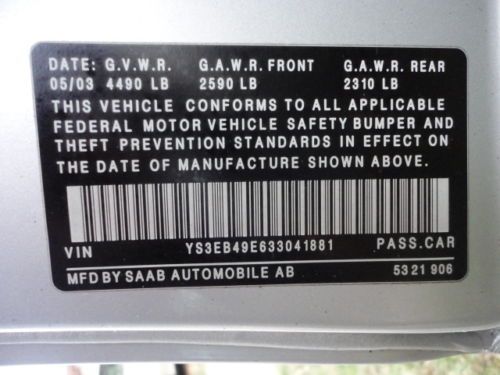 DATE: G.V.W.R. G.A.W.R. FRONT G.A.W.R. REAR
05/03 4490 LB 2590 LB 2310 LB
THIS VEHICLE CONFORMS TO ALL APPLICABLE
FEDERAL MOTOR VEHICLE SAFETY BUMPER AND
THEFT PREVENTION STANDARDS IN EFFECT ON
THE DATE OF MANUFACTURE SHOWN ABOVE.
VIN YS3EB49E633041881 PASS.CAR
MFD BY SAAB AUTOMOBILE AB 53 21 906